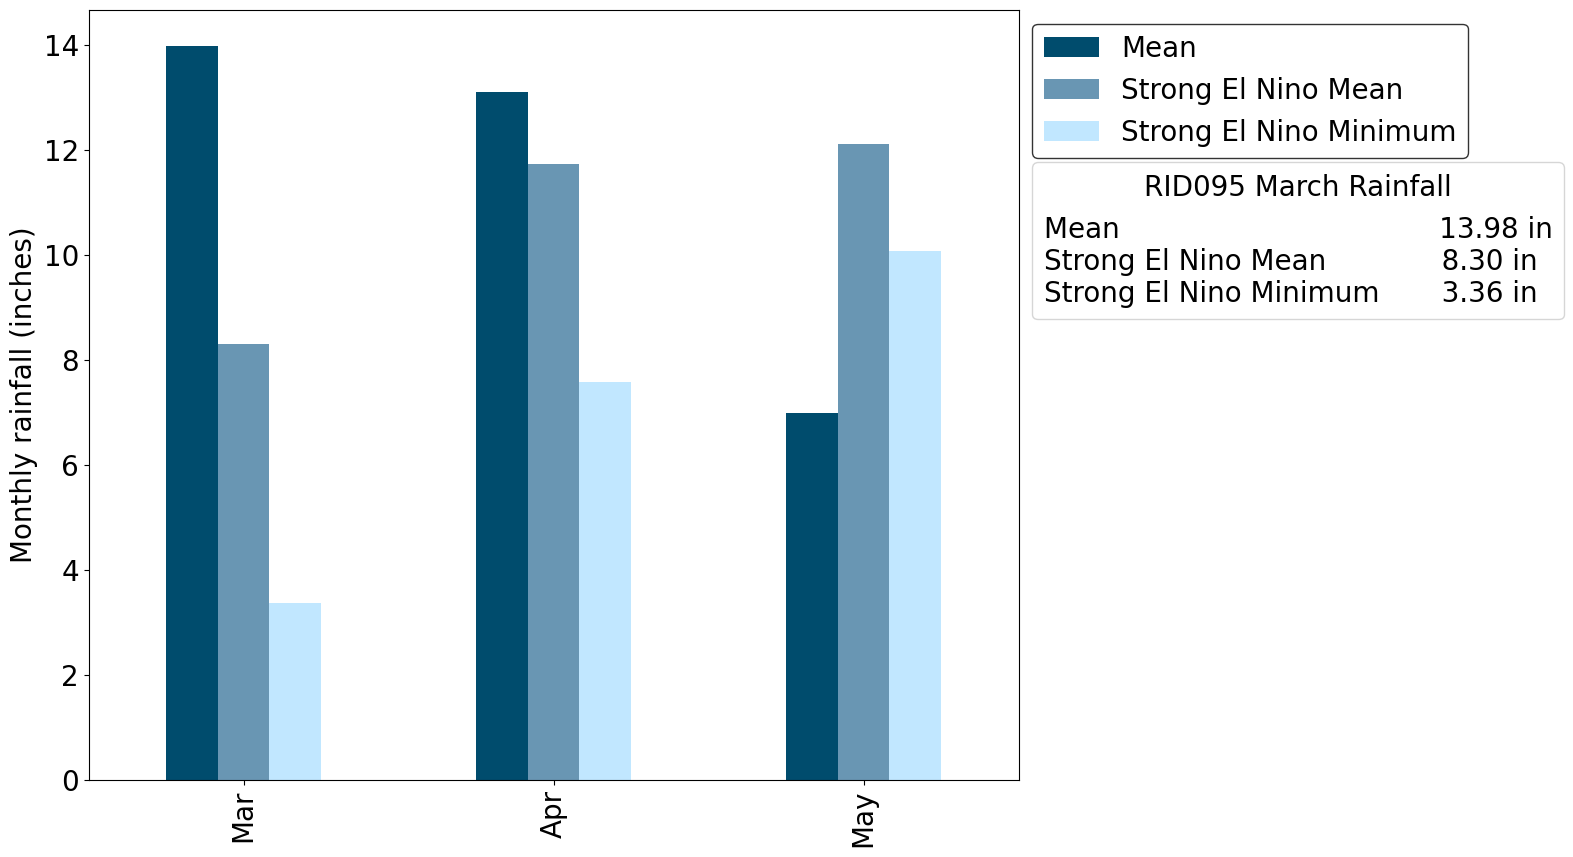 Monthly rainfall (inches)
14
12
10
8
6
4
2
0
Mar
Apr
May
Mean
Strong El Nino Mean
Strong El Nino Minimum
RID095 March Rainfall
Mean 13.98 in
Strong El Nino Mean 8.30 in
Strong El Nino Minimum 3.36 in